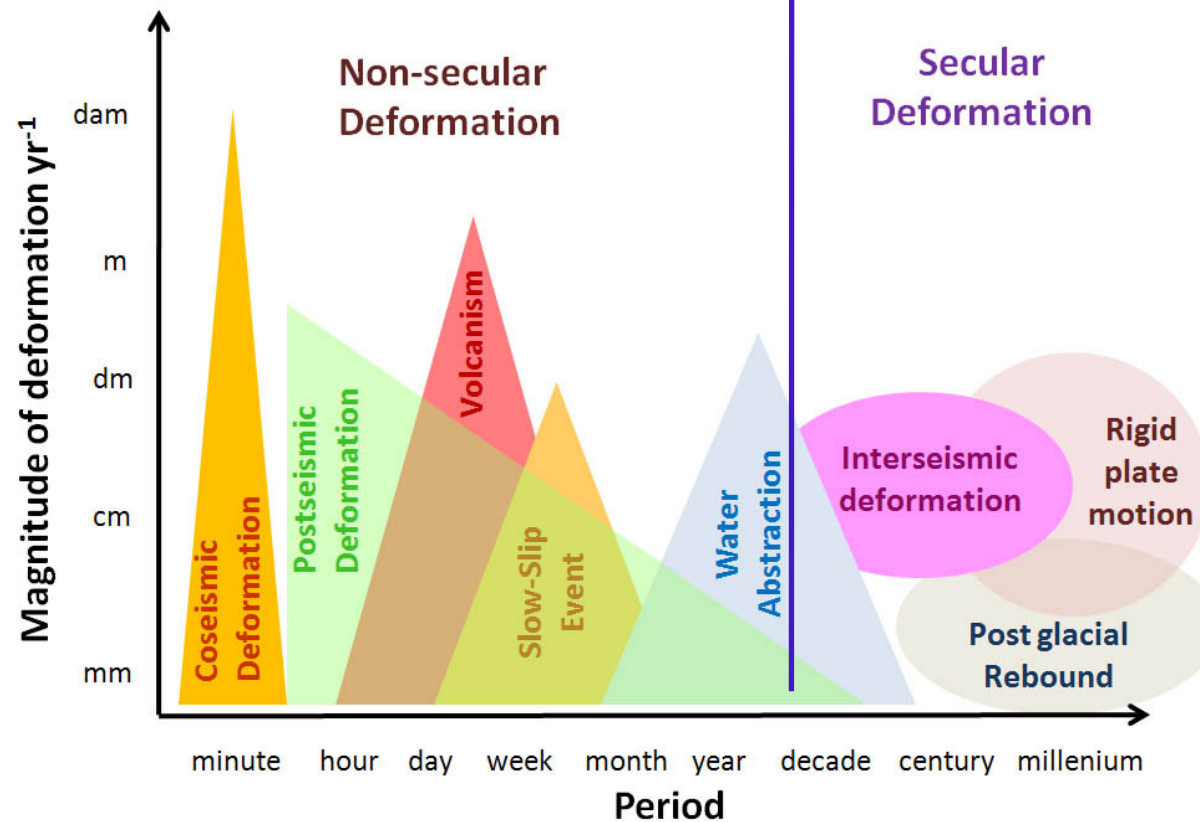 Non-secular
Deformation
Secular
Deformation
Magnitude of deformation yr⁻¹
dam
m
dm
cm
mm
Coseismic
Deformation
Postseismic
Deformation
Volcanism
Slow-Slip
Event
Water
Abstraction
Interseismic
deformation
Rigid
plate
motion
Post glacial
Rebound
minute hour day week month year decade century millenium
Period